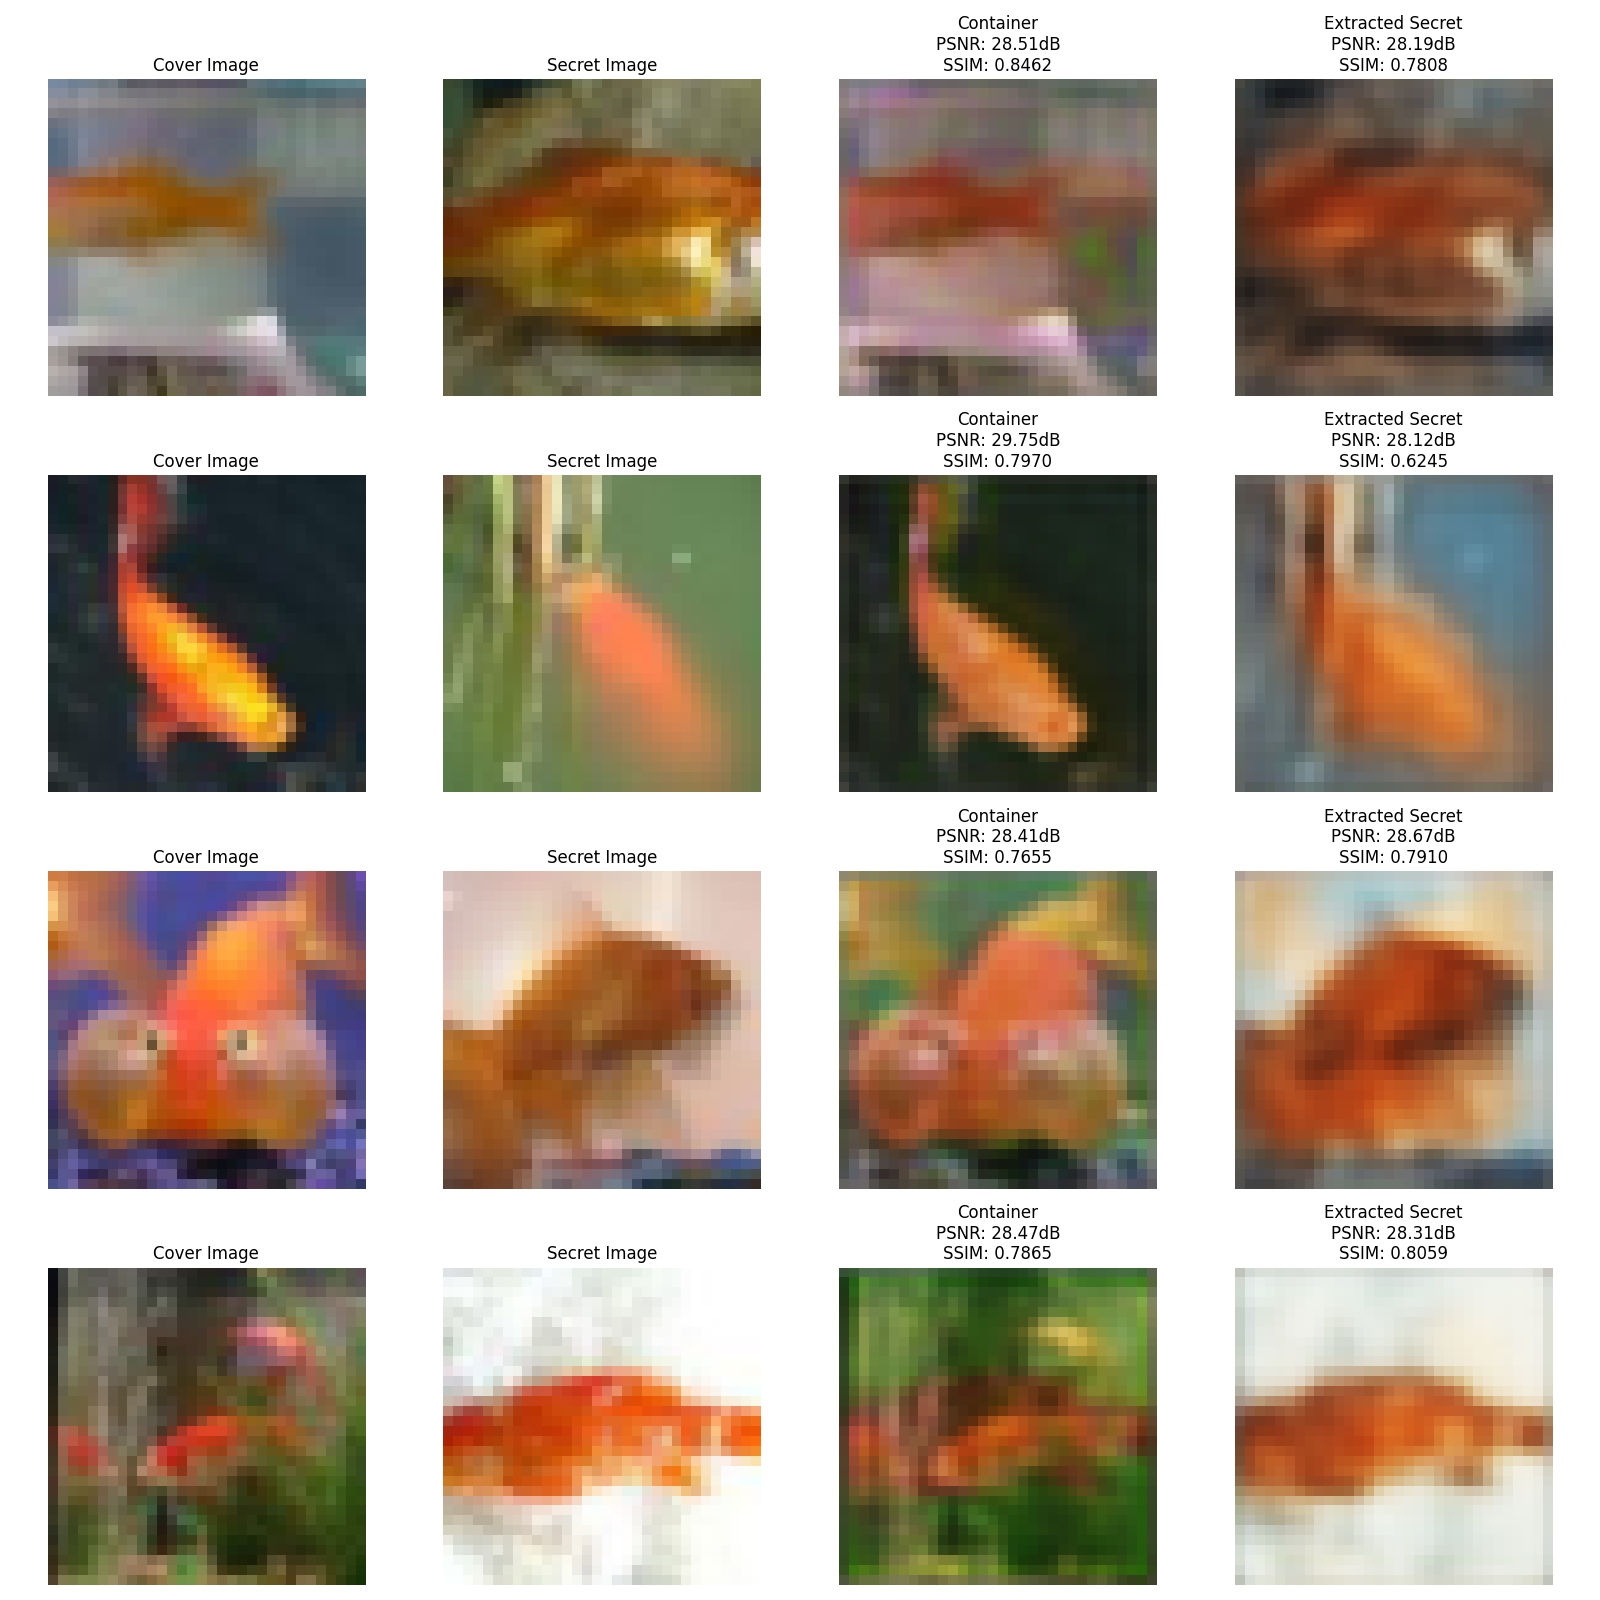 Cover Image
Secret Image
Container
PSNR: 28.51dB
SSIM: 0.8462
Extracted Secret
PSNR: 28.19dB
SSIM: 0.7808
Cover Image
Secret Image
Container
PSNR: 29.75dB
SSIM: 0.7970
Extracted Secret
PSNR: 28.12dB
SSIM: 0.6245
Cover Image
Secret Image
Container
PSNR: 28.41dB
SSIM: 0.7655
Extracted Secret
PSNR: 28.67dB
SSIM: 0.7910
Cover Image
Secret Image
Container
PSNR: 28.47dB
SSIM: 0.7865
Extracted Secret
PSNR: 28.31dB
SSIM: 0.8059